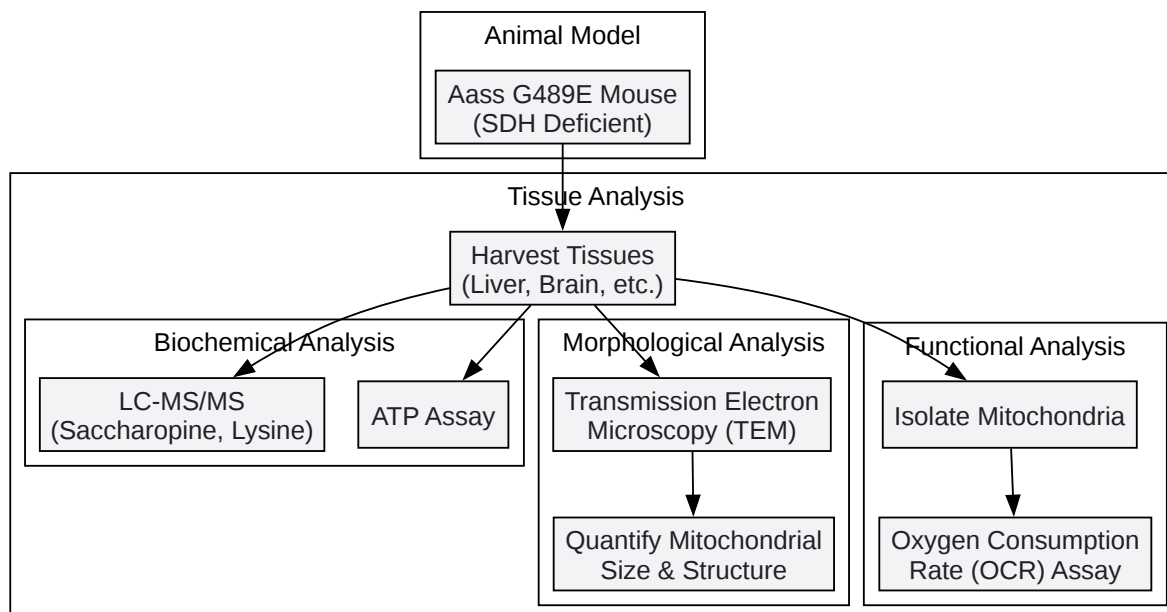 Animal Model
Aass G489E Mouse
(SDH Deficient)
Tissue Analysis
Harvest Tissues
(Liver, Brain, etc.)
Biochemical Analysis
LC-MS/MS
(Saccharopine, Lysine)
ATP Assay
Morphological Analysis
Transmission Electron
Microscopy (TEM)
Quantify Mitochondrial
Size & Structure
Functional Analysis
Isolate Mitochondria
Oxygen Consumption
Rate (OCR) Assay